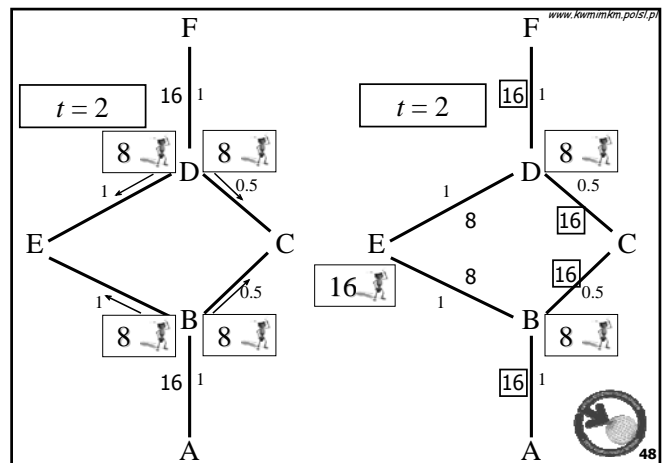 www.kwmimkm.polsl.pl
F
16 1
t = 2
8 8
D
1 0.5
E C
1 0.5
8 B 8
16 1
A
F
16 1
t = 2
D 8
1 0.5
8 16
E C
16 8 16
1 0.5
B 8
16 1
A
48